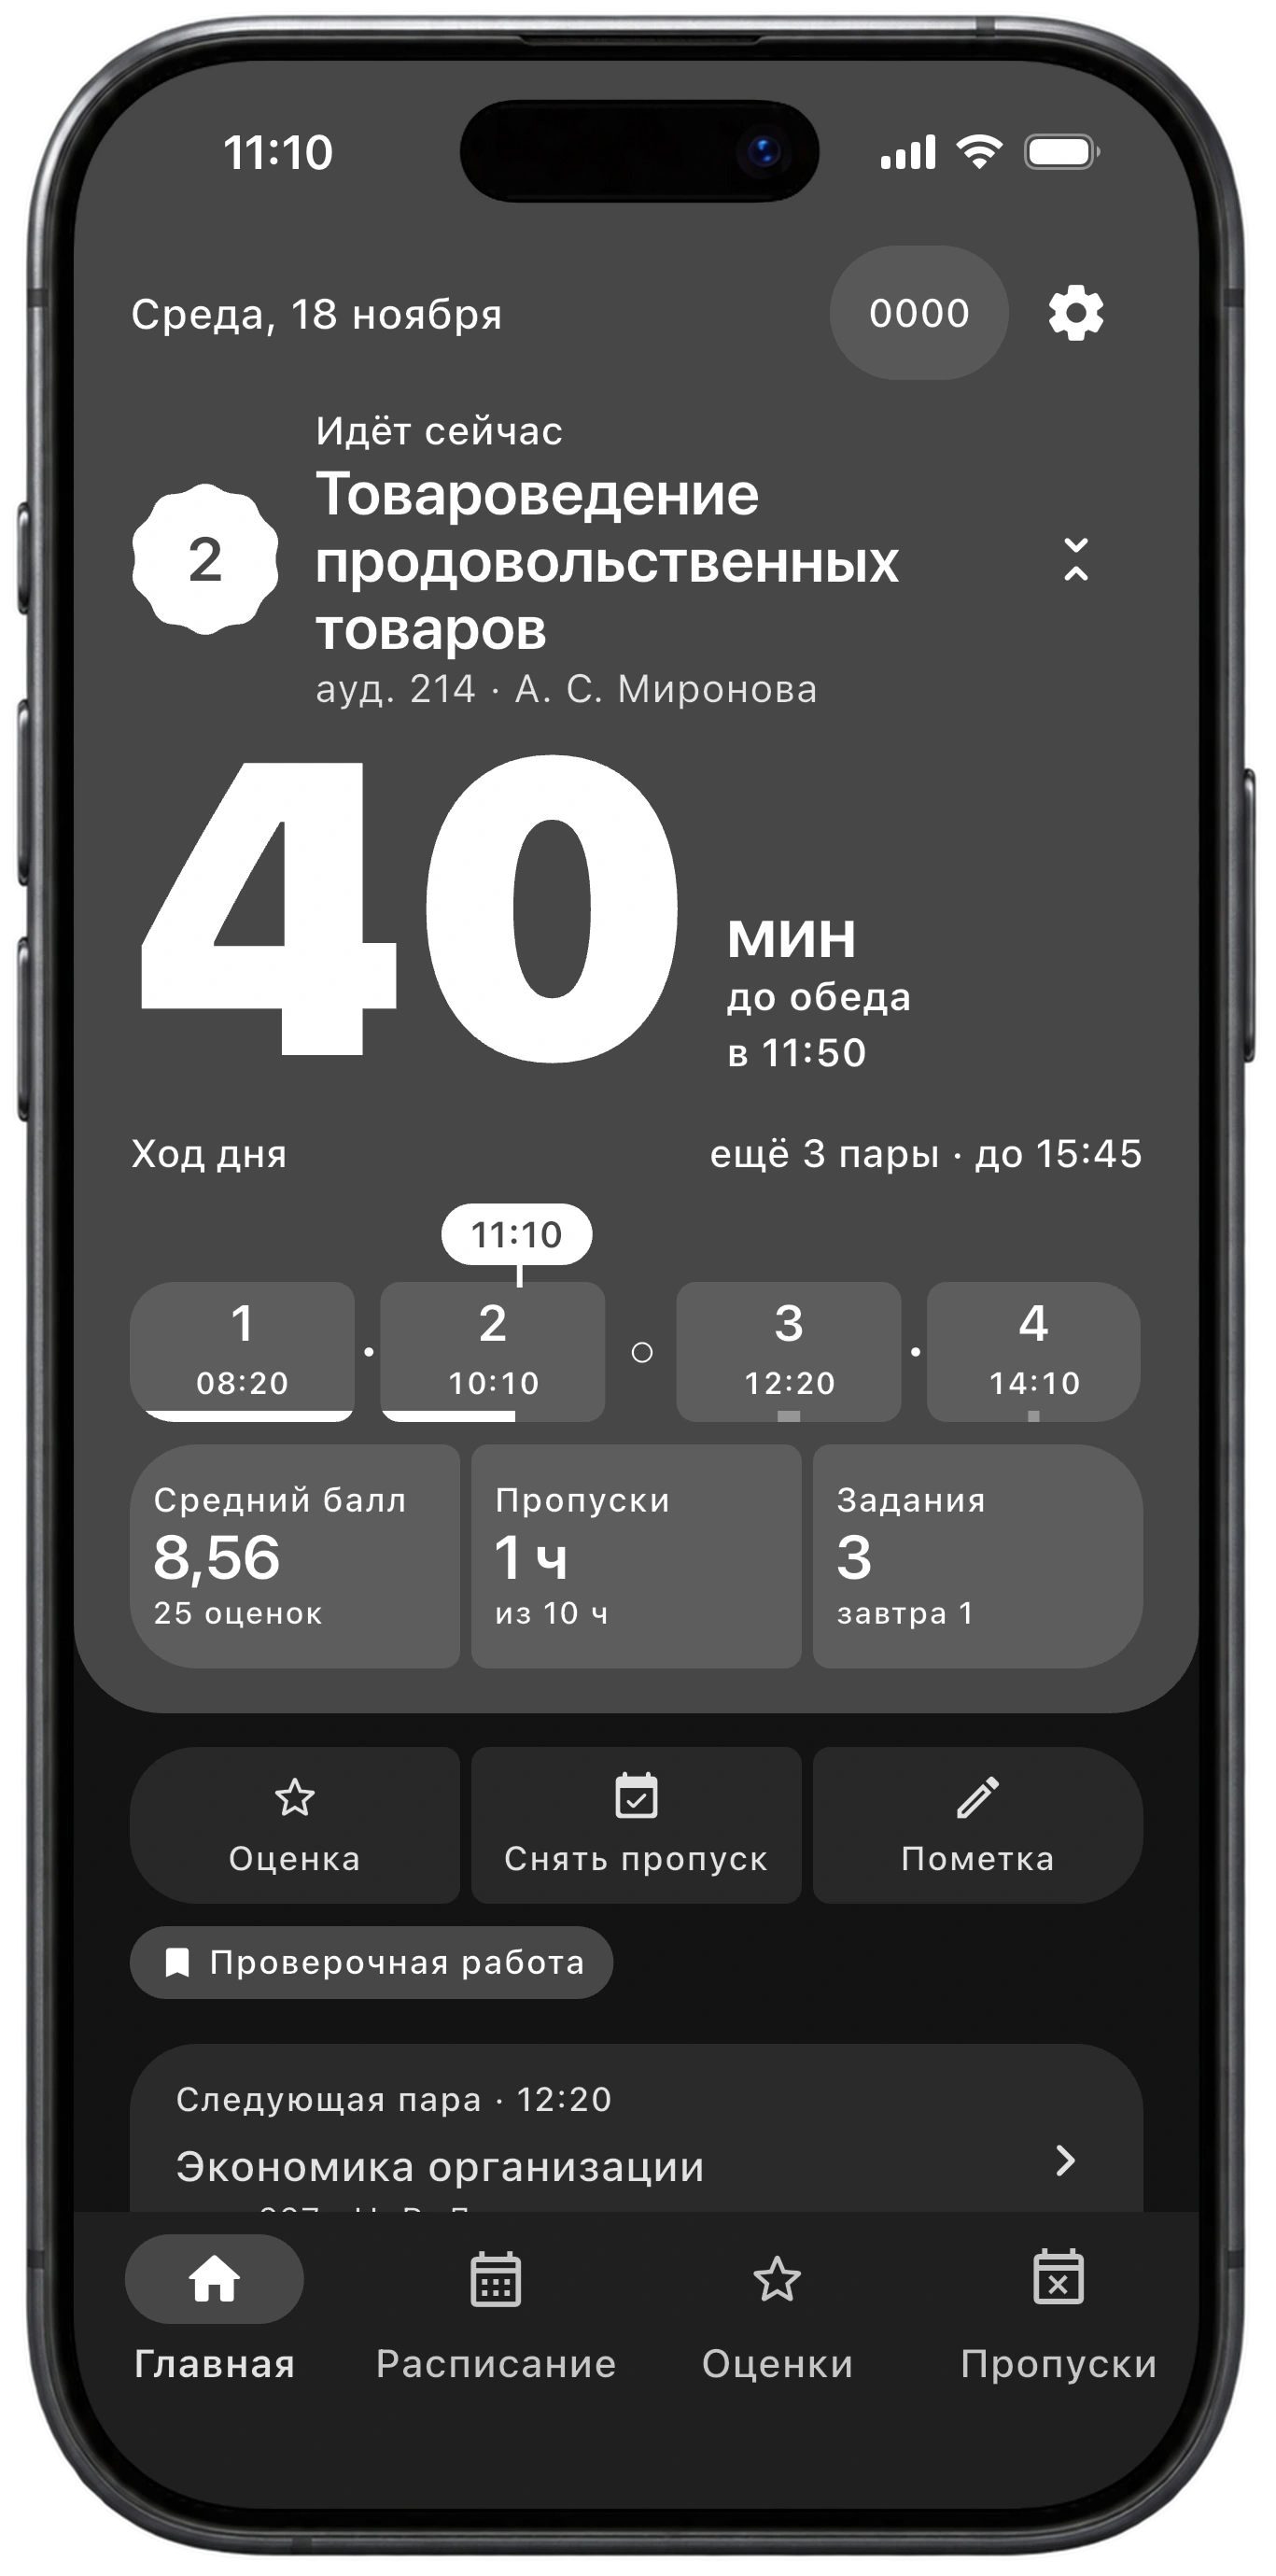 11:10
Среда, 18 ноября
0000
Идёт сейчас
2
Товароведение
продовольственных
товаров
ауд. 214 · А. С. Миронова
40
мин
до обеда
в 11:50
Ход дня
ещё 3 пары · до 15:45
11:10
1
08:20
2
10:10
3
12:20
4
14:10
Средний балл
8,56
25 оценок
Пропуски
1 ч
из 10 ч
Задания
3
завтра 1
Оценка
Снять пропуск
Пометка
Проверочная работа
Следующая пара · 12:20
Экономика организации
Главная
Расписание
Оценки
Пропуски